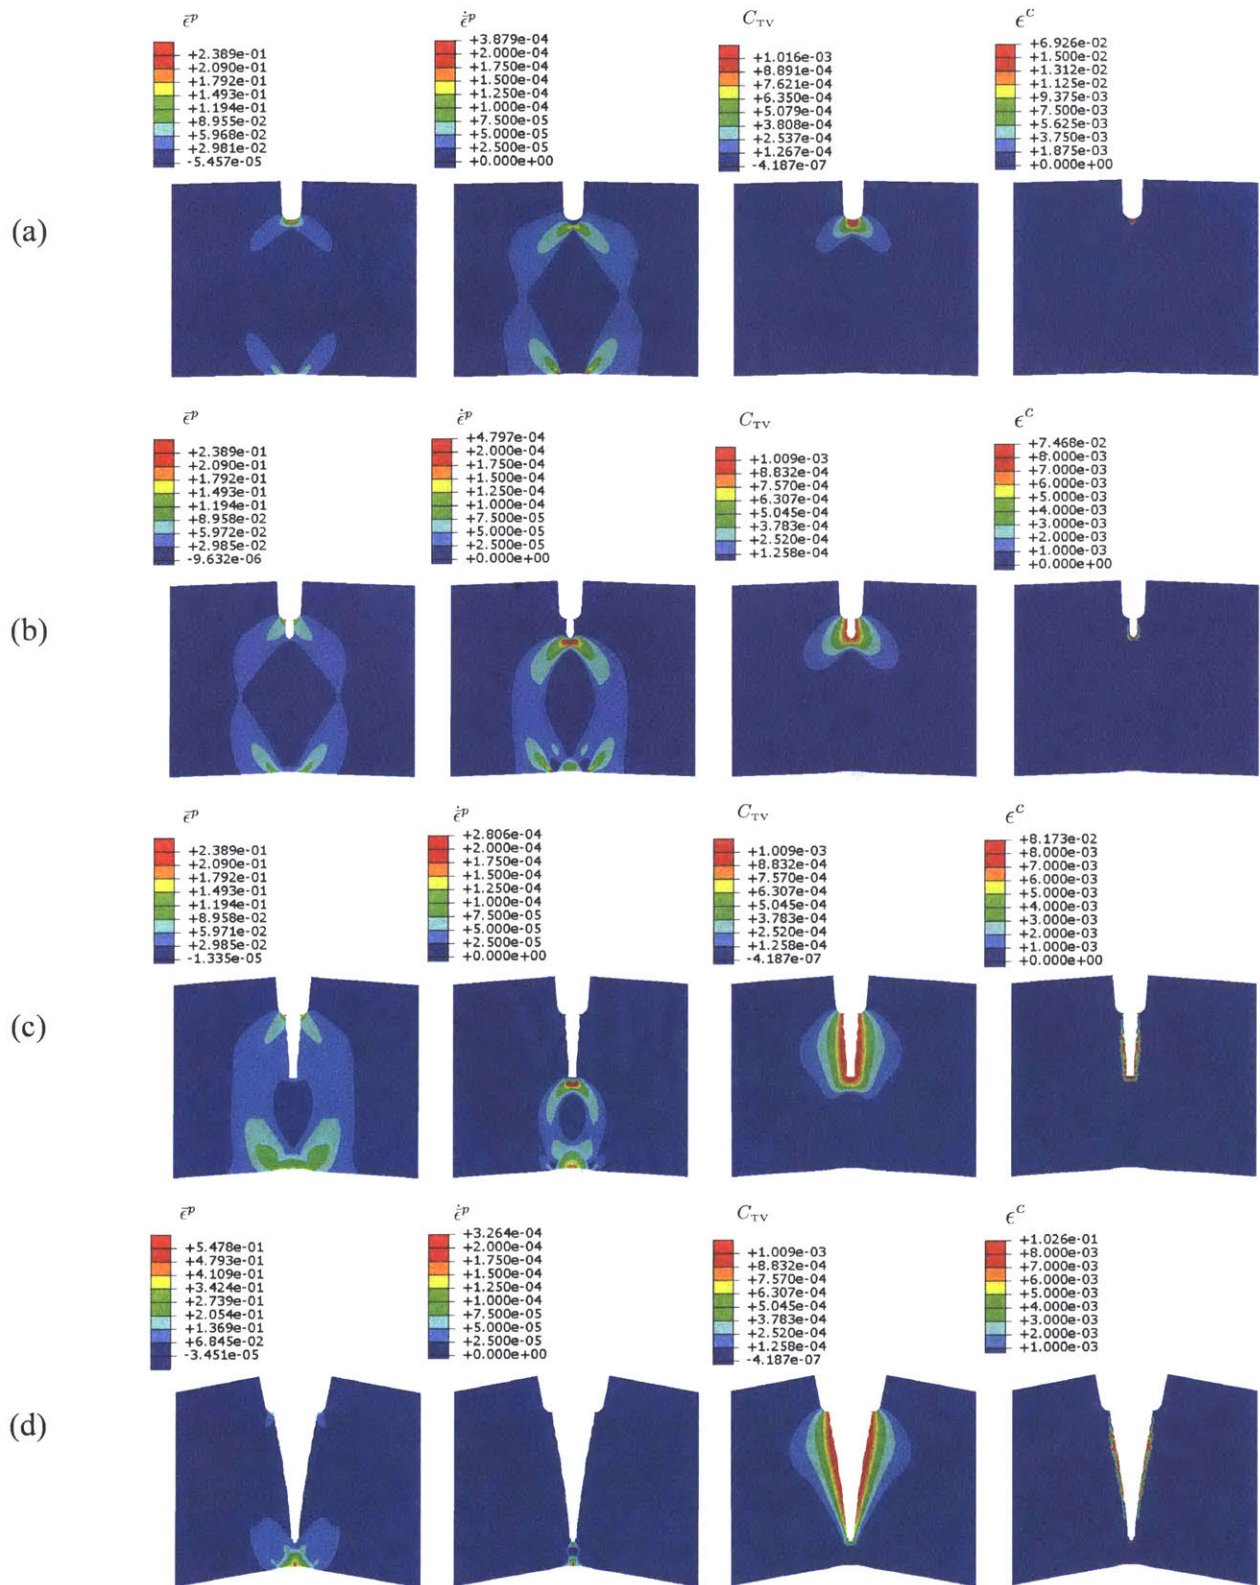 ε̄ᵖ
+2.389e-01
+2.090e-01
+1.792e-01
+1.493e-01
+1.194e-01
+8.955e-02
+5.968e-02
+2.981e-02
-5.457e-05
ε̄̇ᵖ
+3.879e-04
+2.000e-04
+1.750e-04
+1.500e-04
+1.250e-04
+1.000e-04
+7.500e-05
+5.000e-05
+2.500e-05
+0.000e+00
C_TV
+1.016e-03
+8.891e-04
+7.621e-04
+6.350e-04
+5.079e-04
+3.808e-04
+2.537e-04
+1.267e-04
-4.187e-07
ϵᶜ
+6.926e-02
+1.500e-02
+1.312e-02
+1.125e-02
+9.375e-03
+7.500e-03
+5.625e-03
+3.750e-03
+1.875e-03
+0.000e+00
(a)
ε̄ᵖ
+2.389e-01
+2.090e-01
+1.792e-01
+1.493e-01
+1.194e-01
+8.958e-02
+5.972e-02
+2.985e-02
-9.632e-06
ε̄̇ᵖ
+4.797e-04
+2.000e-04
+1.750e-04
+1.500e-04
+1.250e-04
+1.000e-04
+7.500e-05
+5.000e-05
+2.500e-05
+0.000e+00
C_TV
+1.009e-03
+8.832e-04
+7.570e-04
+6.307e-04
+5.045e-04
+3.783e-04
+2.520e-04
+1.258e-04
ϵᶜ
+7.468e-02
+8.000e-03
+7.000e-03
+6.000e-03
+5.000e-03
+4.000e-03
+3.000e-03
+2.000e-03
+1.000e-03
+0.000e+00
(b)
ε̄ᵖ
+2.389e-01
+2.090e-01
+1.792e-01
+1.493e-01
+1.194e-01
+8.958e-02
+5.971e-02
+2.985e-02
-1.335e-05
ε̄̇ᵖ
+2.806e-04
+2.000e-04
+1.750e-04
+1.500e-04
+1.250e-04
+1.000e-04
+7.500e-05
+5.000e-05
+2.500e-05
+0.000e+00
C_TV
+1.009e-03
+8.832e-04
+7.570e-04
+6.307e-04
+5.045e-04
+3.783e-04
+2.520e-04
+1.258e-04
-4.187e-07
ϵᶜ
+8.173e-02
+8.000e-03
+7.000e-03
+6.000e-03
+5.000e-03
+4.000e-03
+3.000e-03
+2.000e-03
+1.000e-03
+0.000e+00
(c)
ε̄ᵖ
+5.478e-01
+4.793e-01
+4.109e-01
+3.424e-01
+2.739e-01
+2.054e-01
+1.369e-01
+6.845e-02
-3.451e-05
ε̄̇ᵖ
+3.264e-04
+2.000e-04
+1.750e-04
+1.500e-04
+1.250e-04
+1.000e-04
+7.500e-05
+5.000e-05
+2.500e-05
+0.000e+00
C_TV
+1.009e-03
+8.832e-04
+7.570e-04
+6.307e-04
+5.045e-04
+3.783e-04
+2.520e-04
+1.258e-04
-4.187e-07
ϵᶜ
+1.026e-01
+8.000e-03
+7.000e-03
+6.000e-03
+5.000e-03
+4.000e-03
+3.000e-03
+2.000e-03
+1.000e-03
(d)